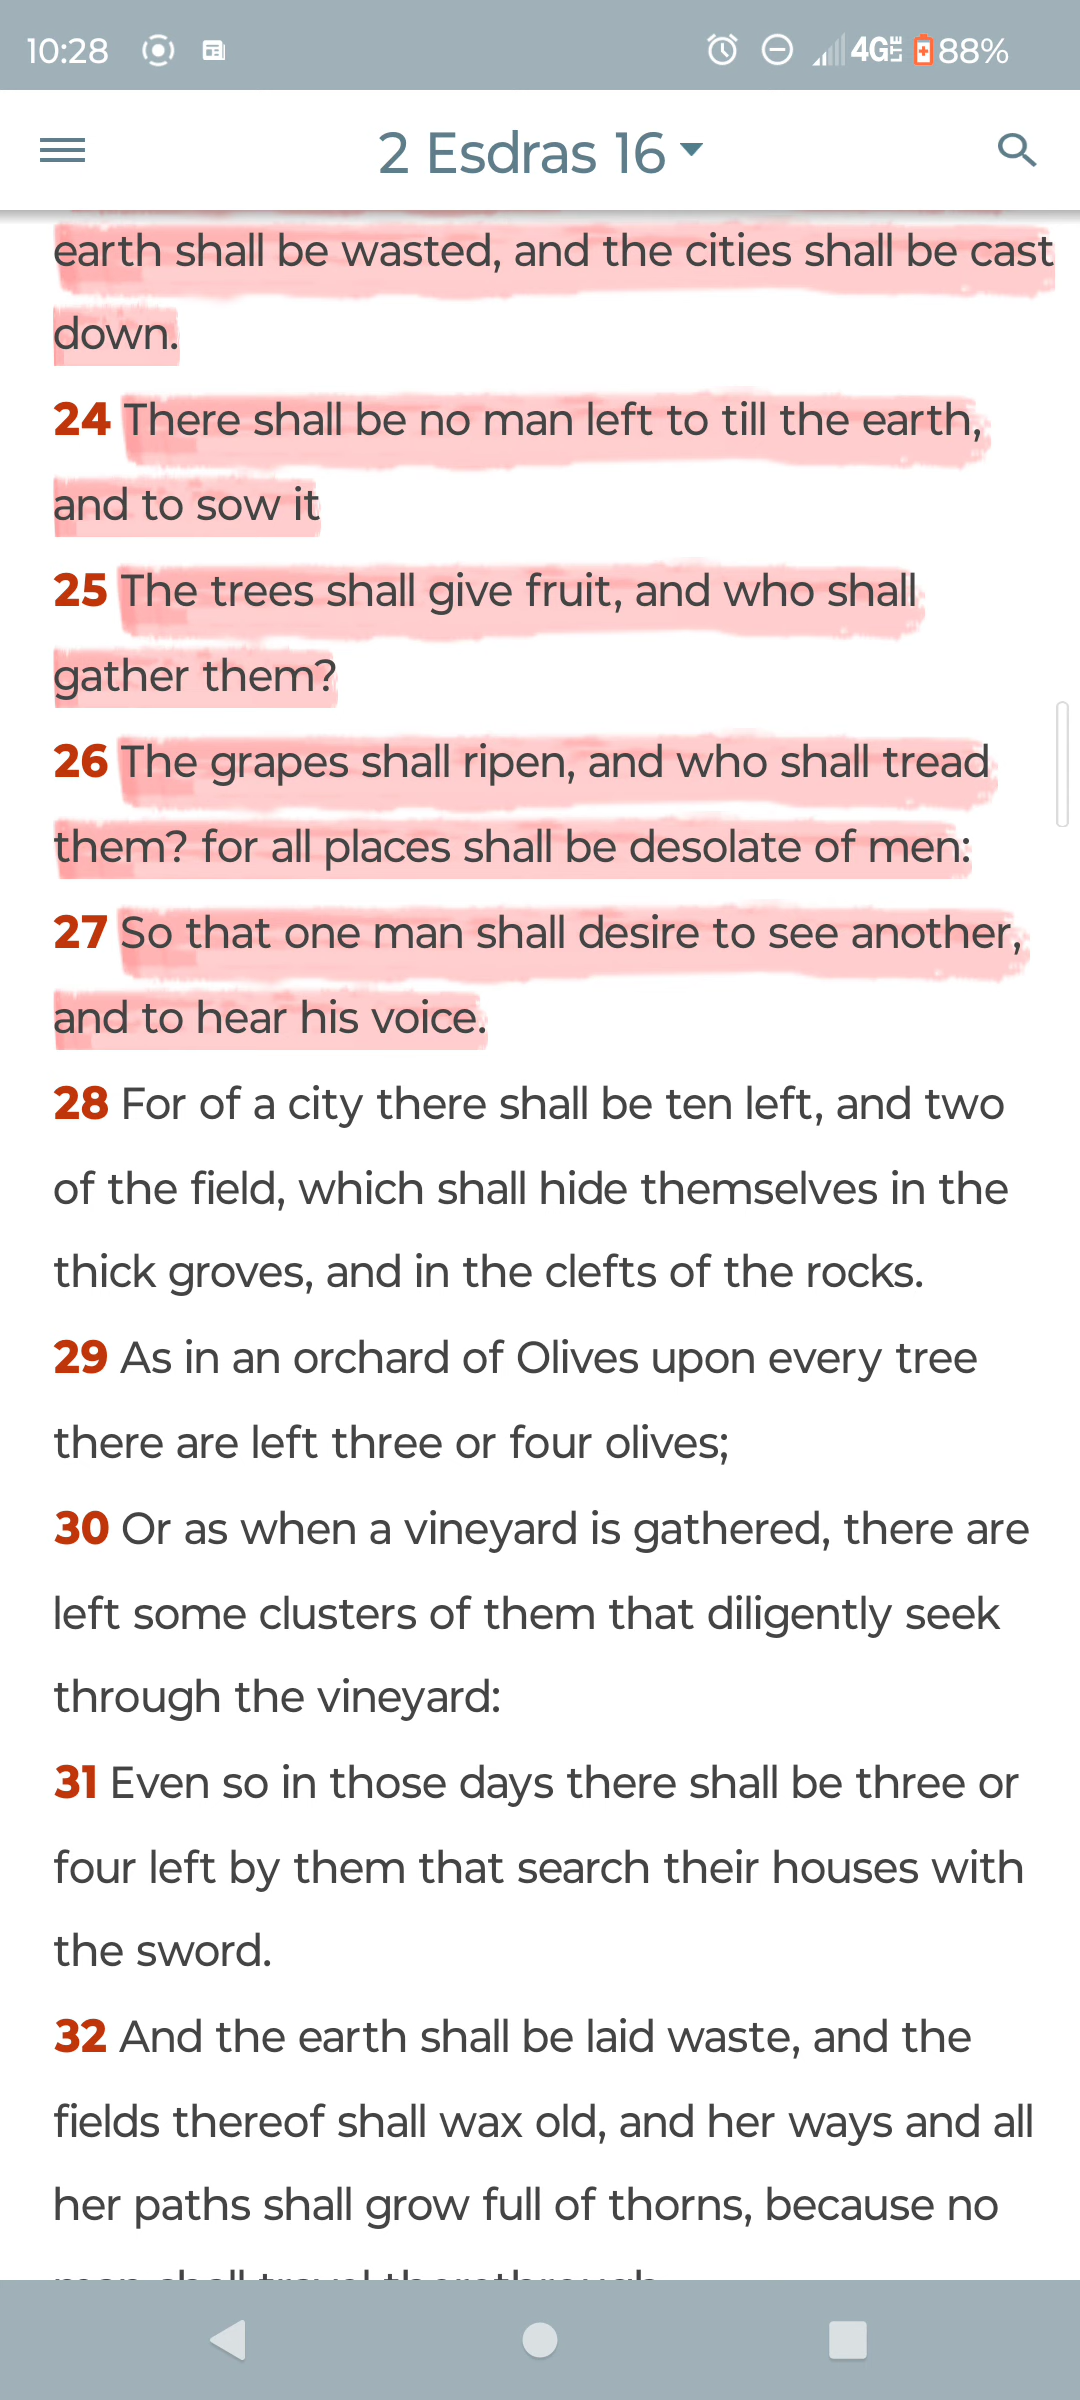 10:28 4G LTE 88%
2 Esdras 16
earth shall be wasted, and the cities shall be cast
down.
24 There shall be no man left to till the earth,
and to sow it
25 The trees shall give fruit, and who shall
gather them?
26 The grapes shall ripen, and who shall tread
them? for all places shall be desolate of men:
27 So that one man shall desire to see another,
and to hear his voice.
28 For of a city there shall be ten left, and two
of the field, which shall hide themselves in the
thick groves, and in the clefts of the rocks.
29 As in an orchard of Olives upon every tree
there are left three or four olives;
30 Or as when a vineyard is gathered, there are
left some clusters of them that diligently seek
through the vineyard:
31 Even so in those days there shall be three or
four left by them that search their houses with
the sword.
32 And the earth shall be laid waste, and the
fields thereof shall wax old, and her ways and all
her paths shall grow full of thorns, because no
man shall travel therethrough